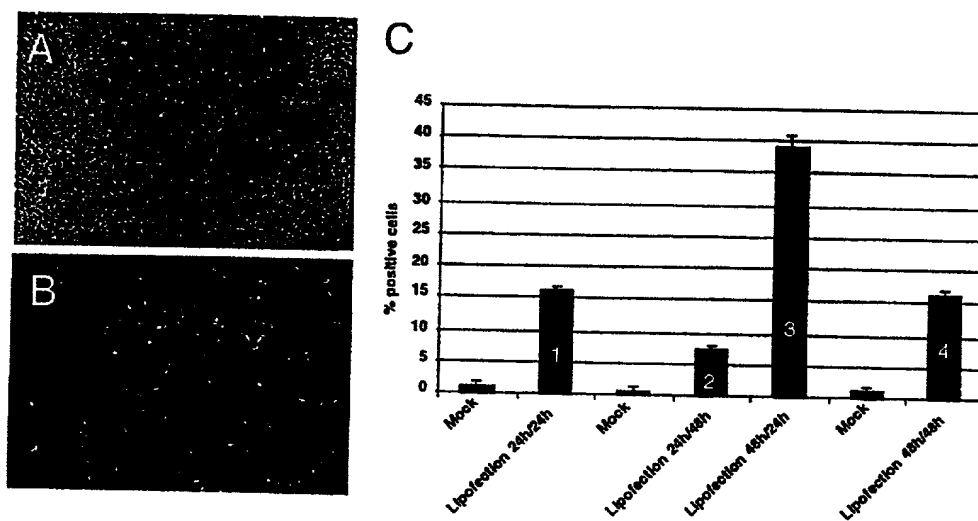 A
B
C
45
40
35
30
25
20
15
10
5
0
% positive cells
1
2
3
4
Mock
Lipofection 24h/24h
Mock
Lipofection 24h/48h
Lipofection 48h/24h
Mock
Lipofection 48h/48h